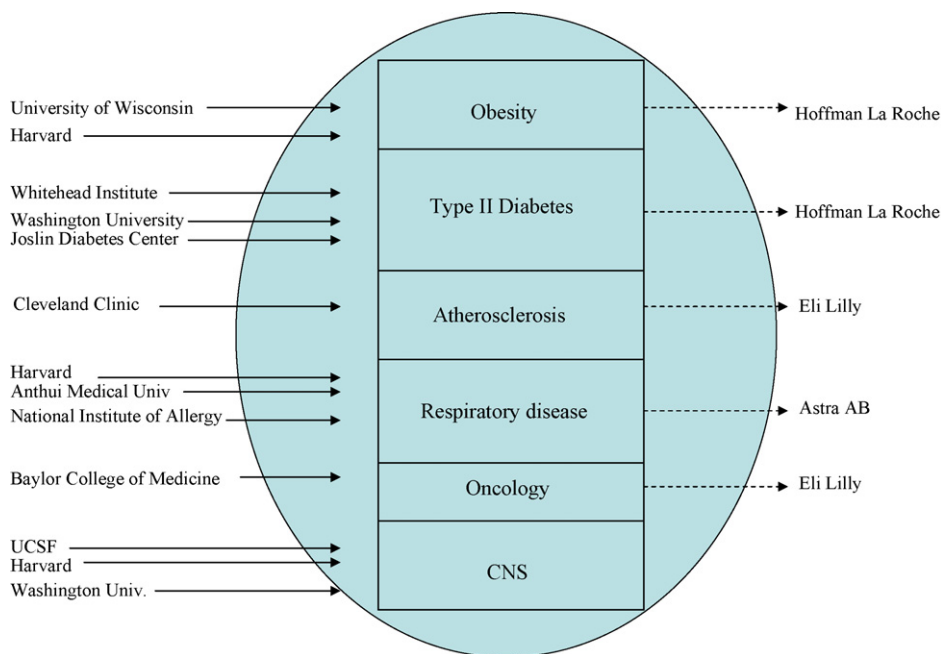 University of Wisconsin
Harvard
Whitehead Institute
Washington University
Joslin Diabetes Center
Cleveland Clinic
Harvard
Anthui Medical Univ
National Institute of Allergy
Baylor College of Medicine
UCSF
Harvard
Washington Univ.
Obesity
Type II Diabetes
Atherosclerosis
Respiratory disease
Oncology
CNS
Hoffman La Roche
Hoffman La Roche
Eli Lilly
Astra AB
Eli Lilly